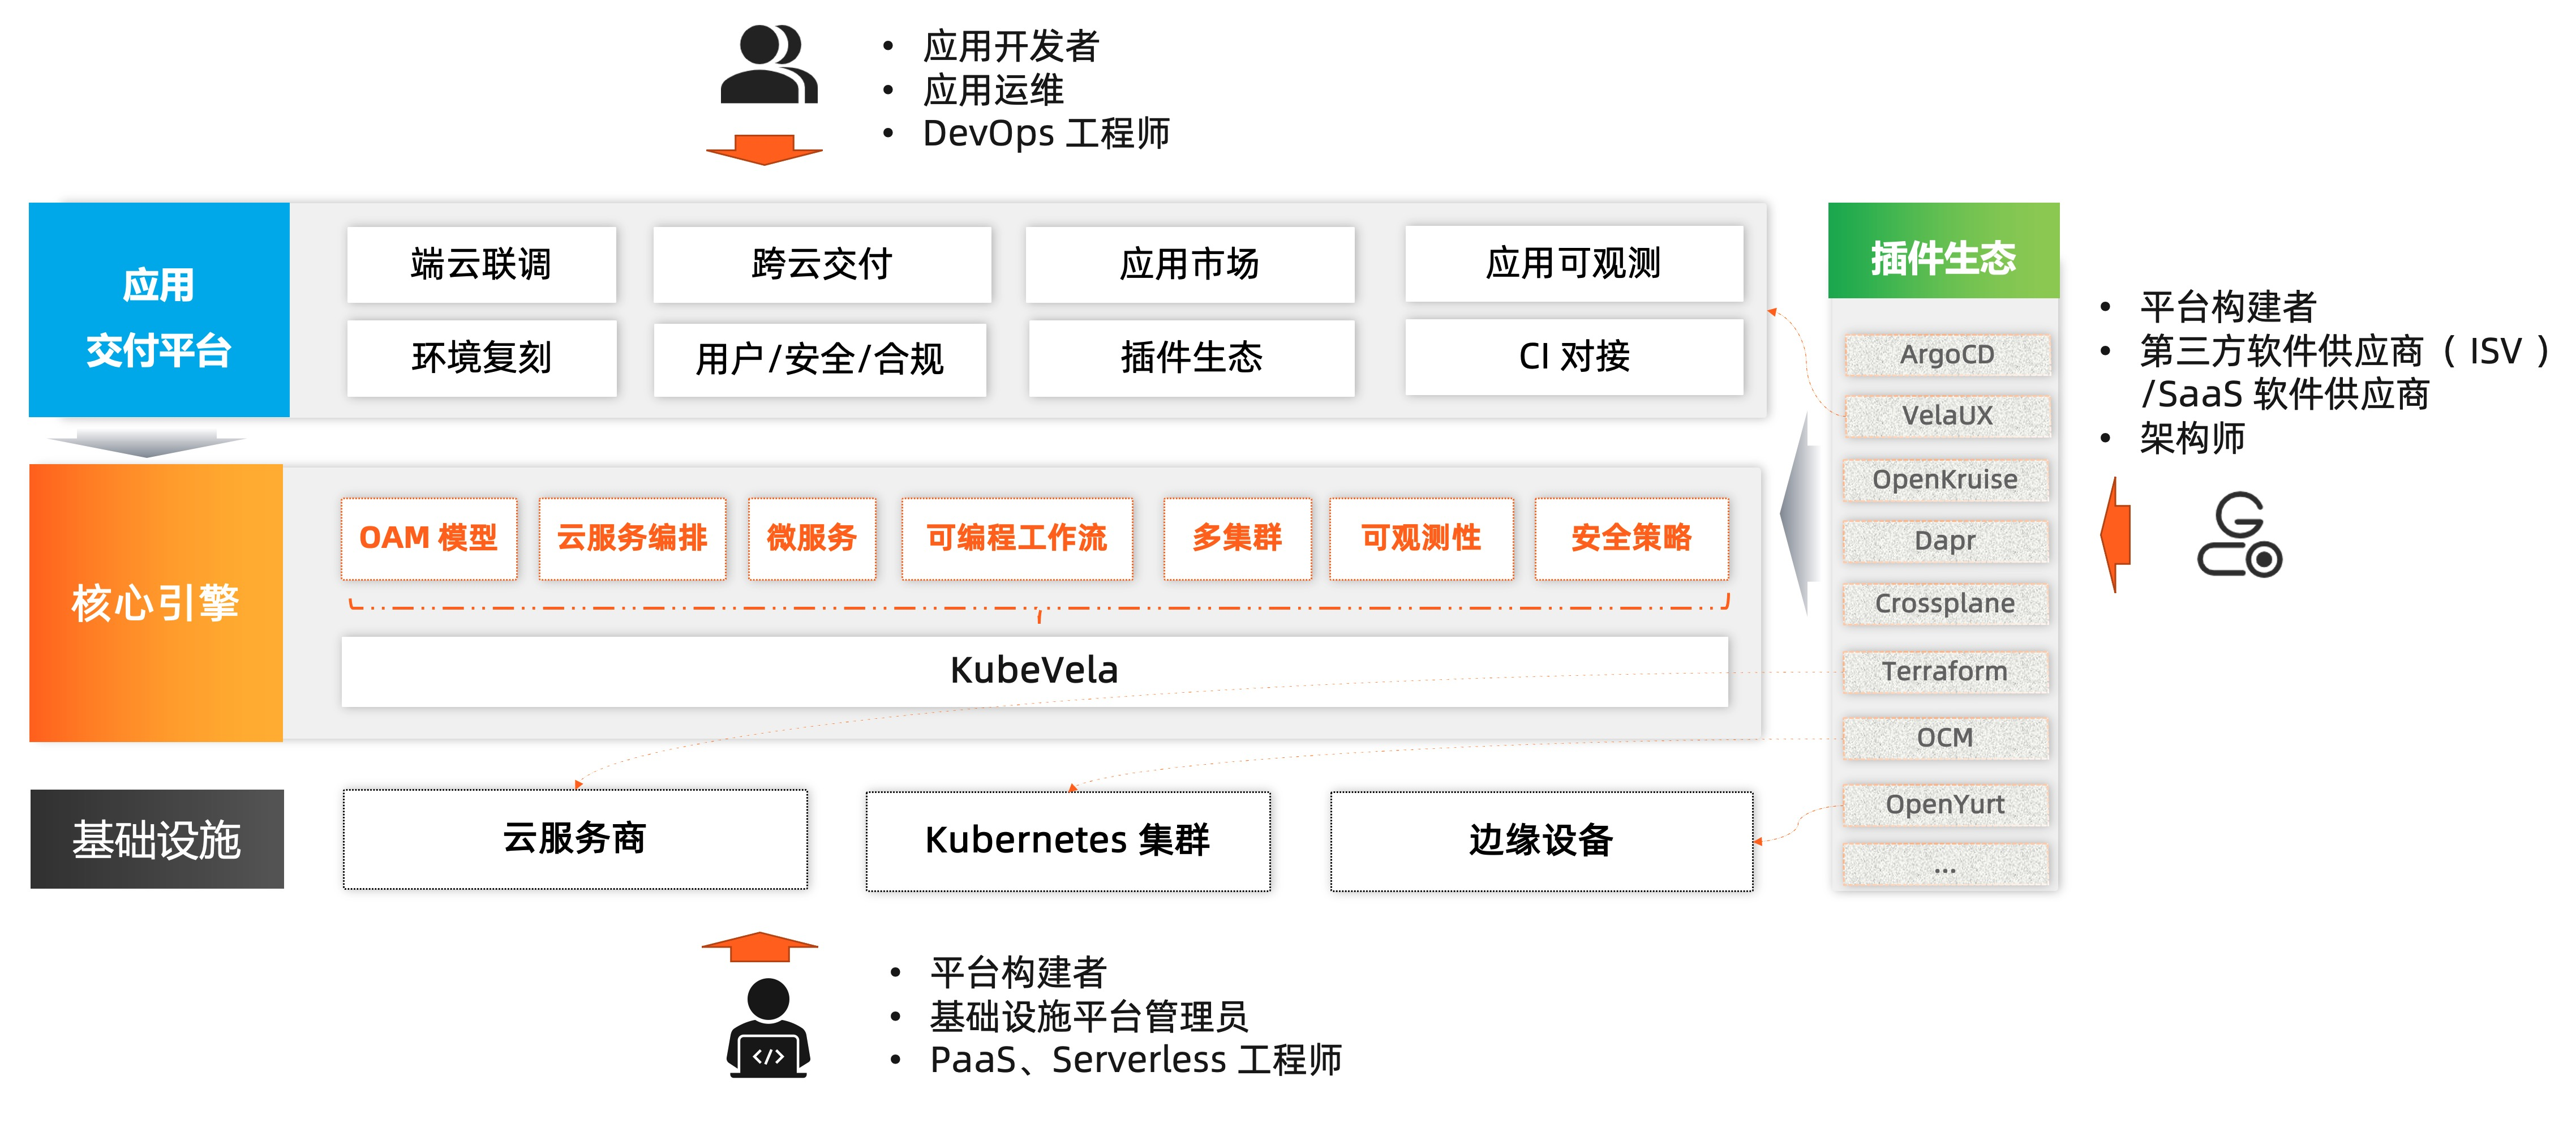 应用开发者
应用运维
DevOps 工程师
应用
交付平台
端云联调
跨云交付
应用市场
应用可观测
环境复刻
用户/安全/合规
插件生态
CI 对接
核心引擎
OAM 模型
云服务编排
微服务
可编程工作流
多集群
可观测性
安全策略
KubeVela
基础设施
云服务商
Kubernetes 集群
边缘设备
插件生态
ArgoCD
VelaUX
OpenKruise
Dapr
Crossplane
Terraform
OCM
OpenYurt
...
平台构建者
第三方软件供应商（ISV）
/SaaS 软件供应商
架构师
平台构建者
基础设施平台管理员
PaaS、Serverless 工程师